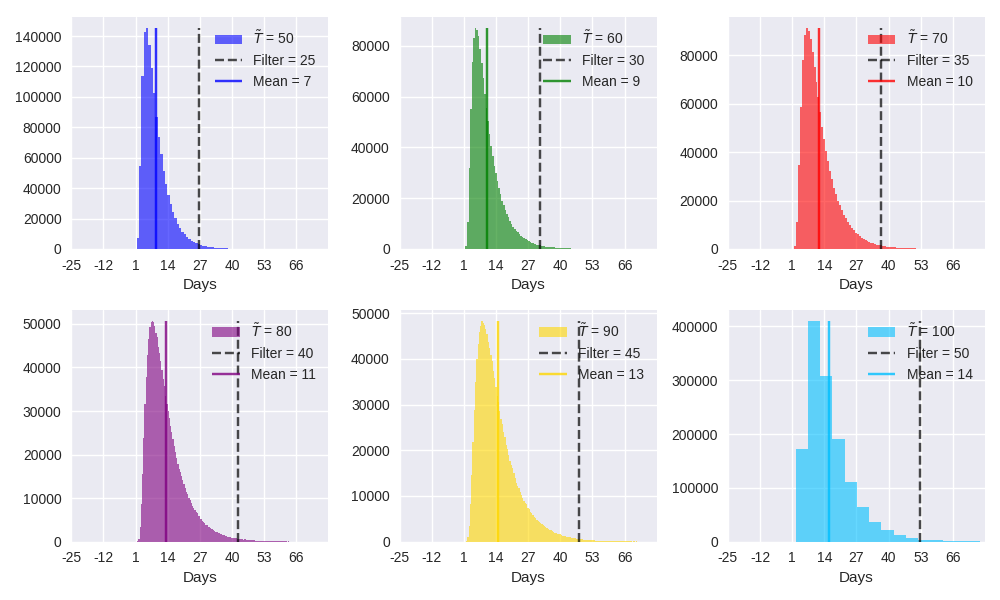 140000
120000
100000
80000
60000
40000
20000
0
-25 -12 1 14 27 40 53 66
Days
T̃ = 50
Filter = 25
Mean = 7
80000
60000
40000
20000
0
-25 -12 1 14 27 40 53 66
Days
T̃ = 60
Filter = 30
Mean = 9
80000
60000
40000
20000
0
-25 -12 1 14 27 40 53 66
Days
T̃ = 70
Filter = 35
Mean = 10
50000
40000
30000
20000
10000
0
-25 -12 1 14 27 40 53 66
Days
T̃ = 80
Filter = 40
Mean = 11
50000
40000
30000
20000
10000
0
-25 -12 1 14 27 40 53 66
Days
T̃ = 90
Filter = 45
Mean = 13
400000
300000
200000
100000
0
-25 -12 1 14 27 40 53 66
Days
T̃ = 100
Filter = 50
Mean = 14